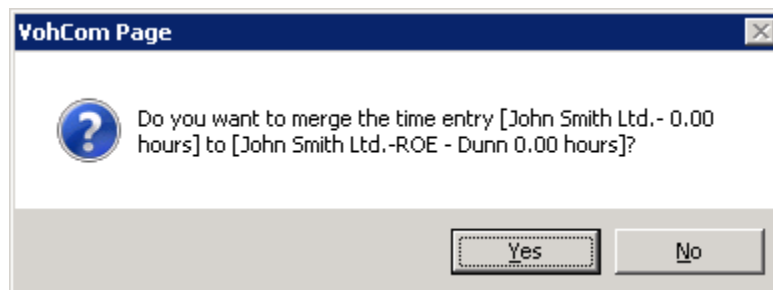 VohCom Page
Do you want to merge the time entry [John Smith Ltd.- 0.00
hours] to [John Smith Ltd.-ROE - Dunn 0.00 hours]?
Yes
No